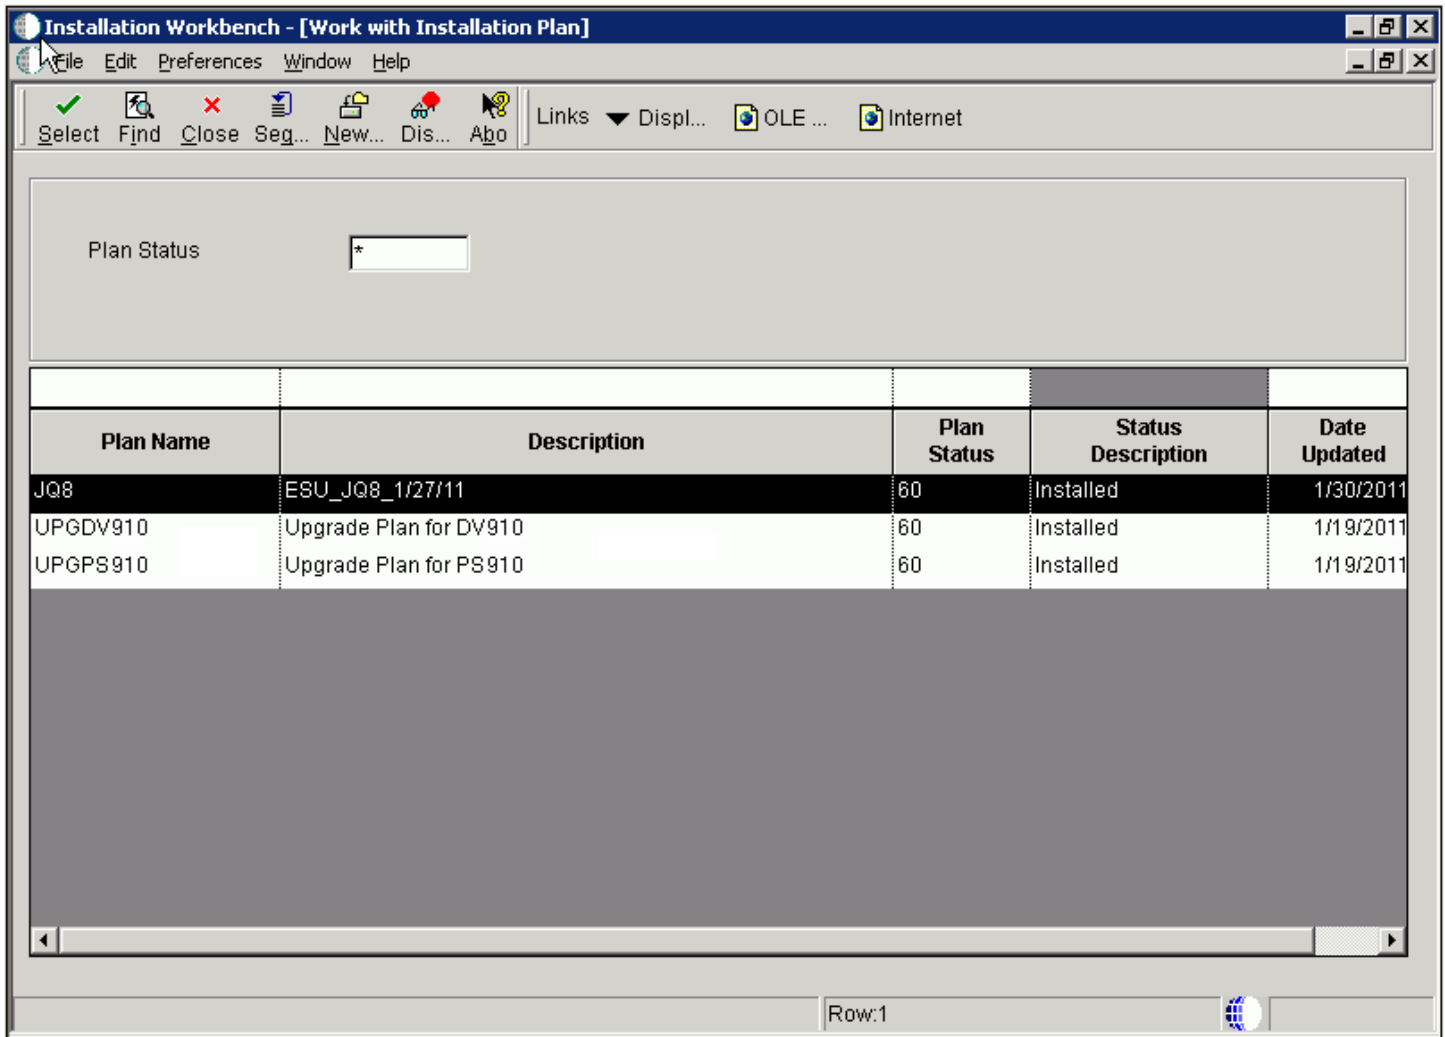 Installation Workbench - [Work with Installation Plan]
File Edit Preferences Window Help
Select Find Close Seg... New... Dis... Abo Links Displ... OLE ... Internet
Plan Status *
Plan Name Description Plan Status Status Description Date Updated
JQ8 ESU_JQ8_1/27/11 60 Installed 1/30/2011
UPGDV910 Upgrade Plan for DV910 60 Installed 1/19/2011
UPGPS910 Upgrade Plan for PS910 60 Installed 1/19/2011
Row:1